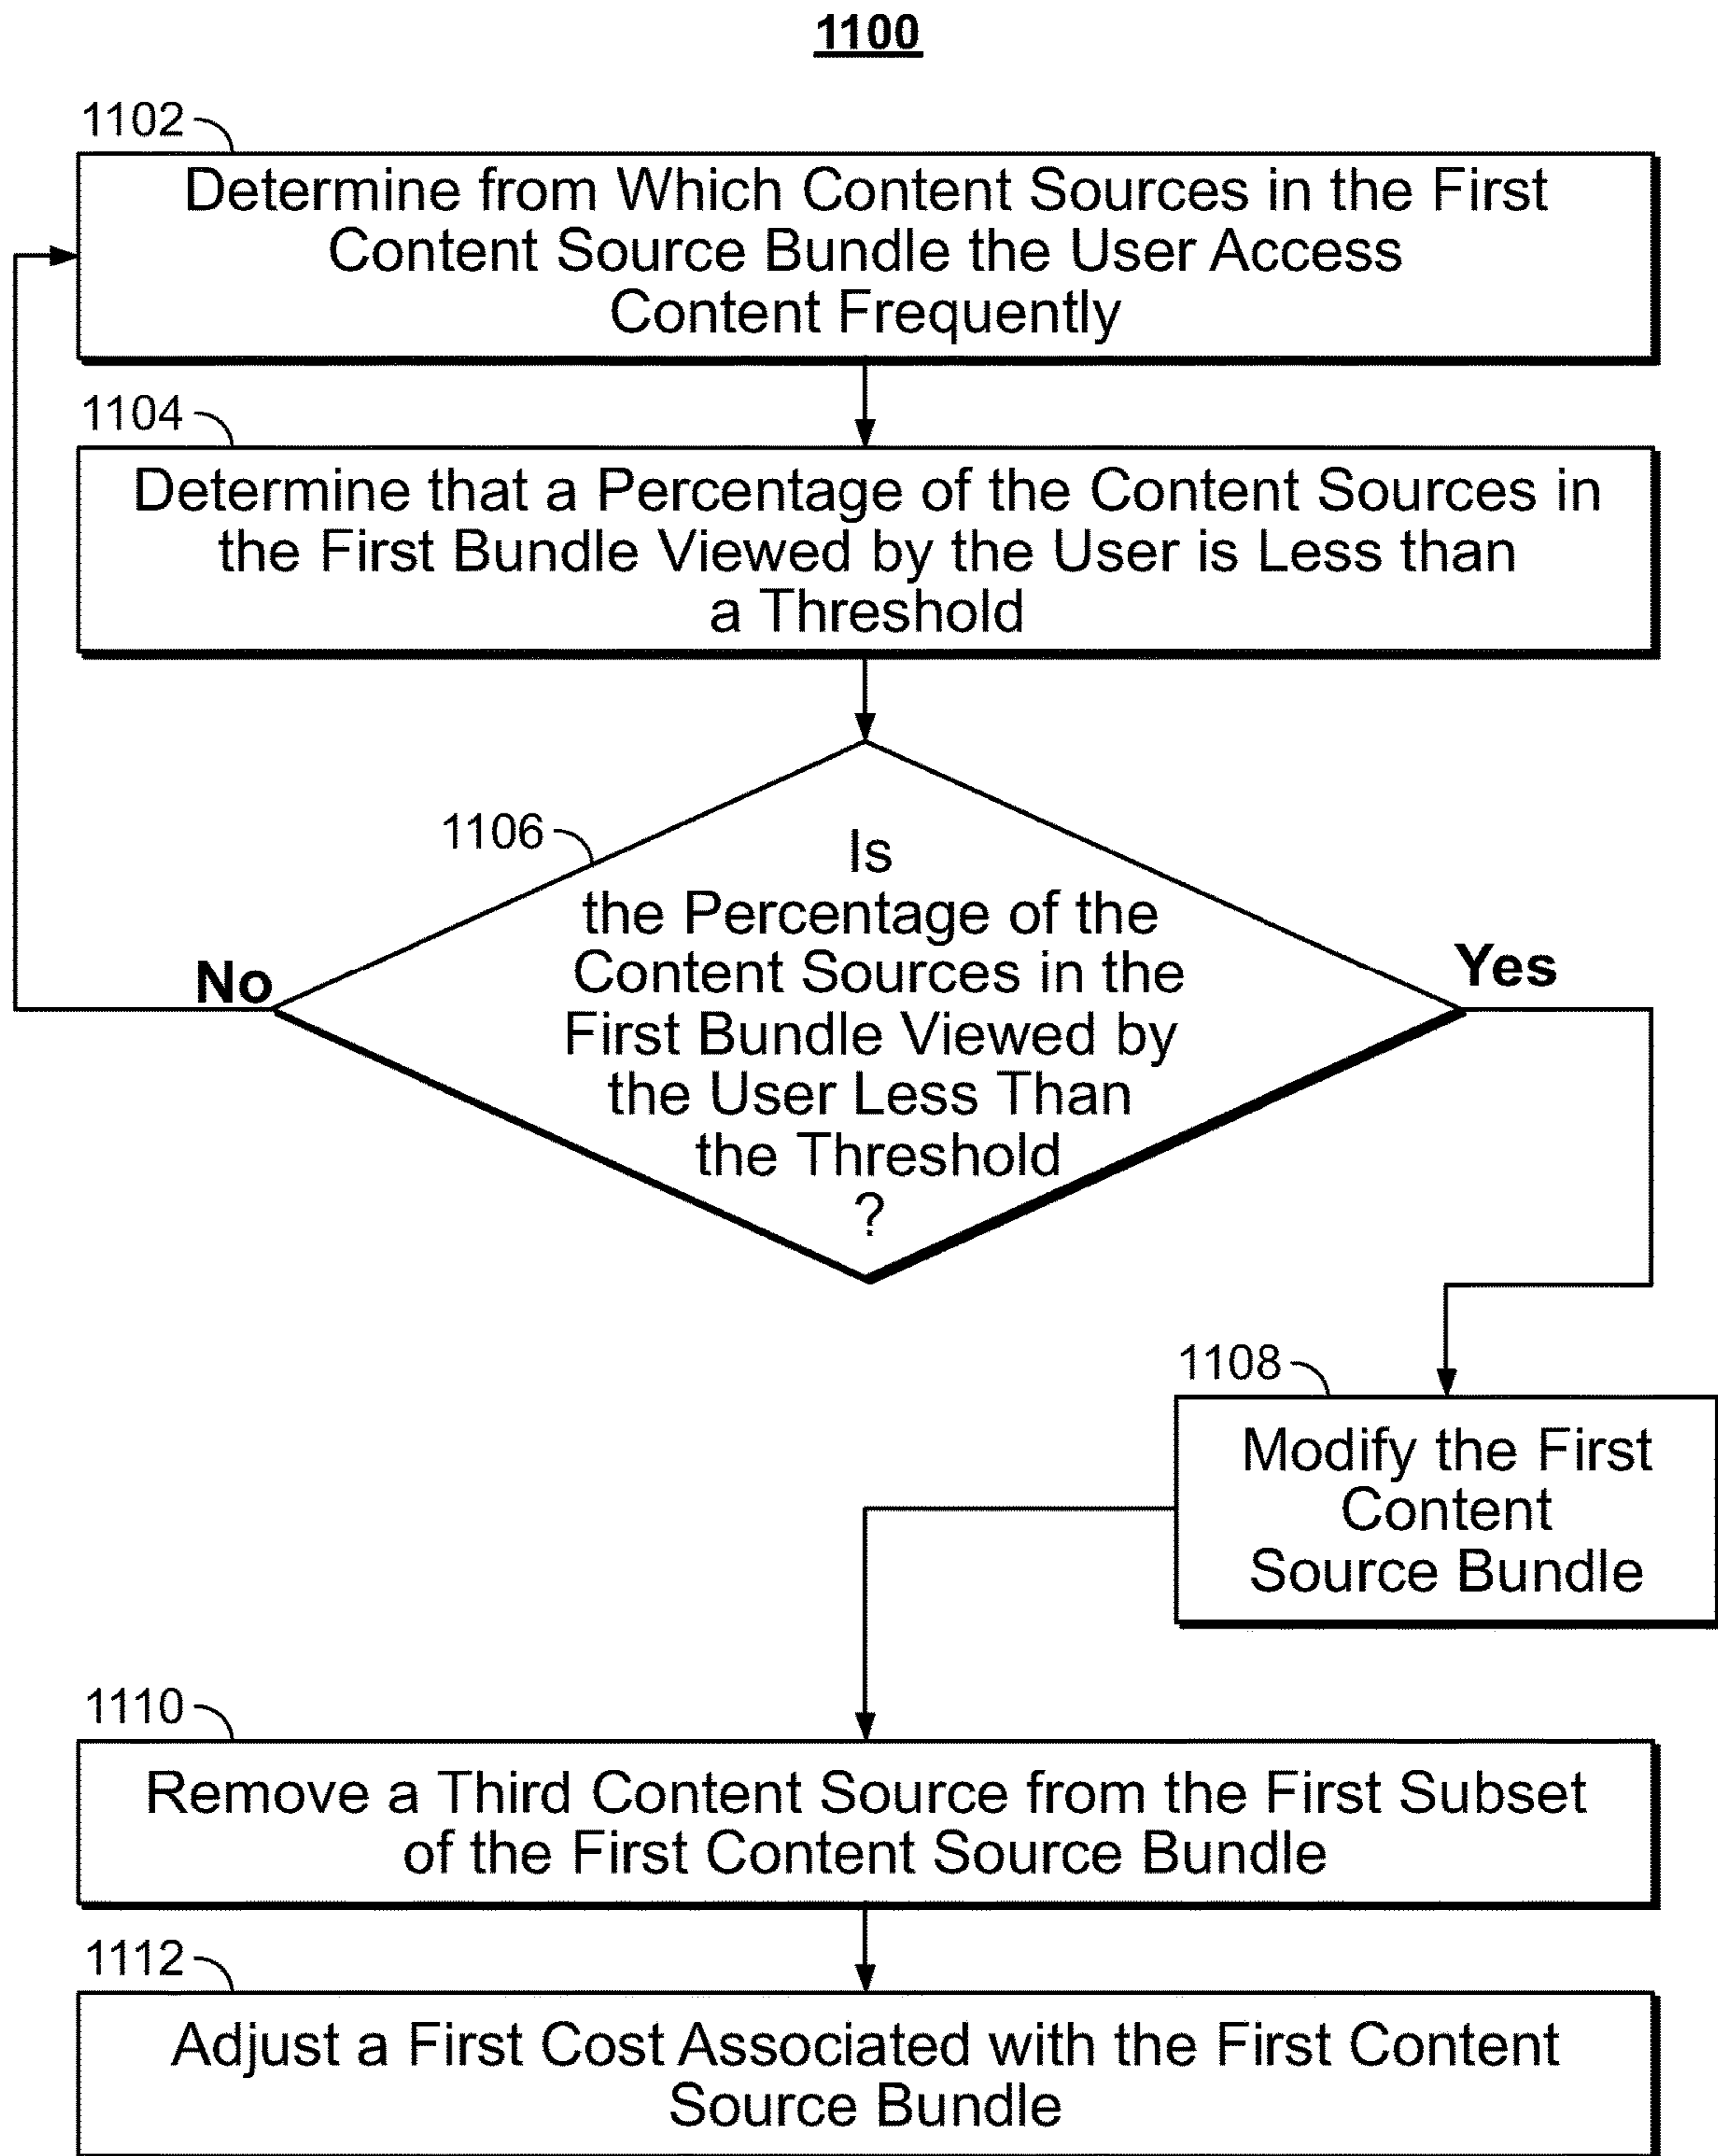 1100
1102
Determine from Which Content Sources in the First
Content Source Bundle the User Access
Content Frequently
1104
Determine that a Percentage of the Content Sources in
the First Bundle Viewed by the User is Less than
a Threshold
1106
Is
the Percentage of the
Content Sources in the
First Bundle Viewed by
the User Less Than
the Threshold
?
No
Yes
1108
Modify the First
Content
Source Bundle
1110
Remove a Third Content Source from the First Subset
of the First Content Source Bundle
1112
Adjust a First Cost Associated with the First Content
Source Bundle